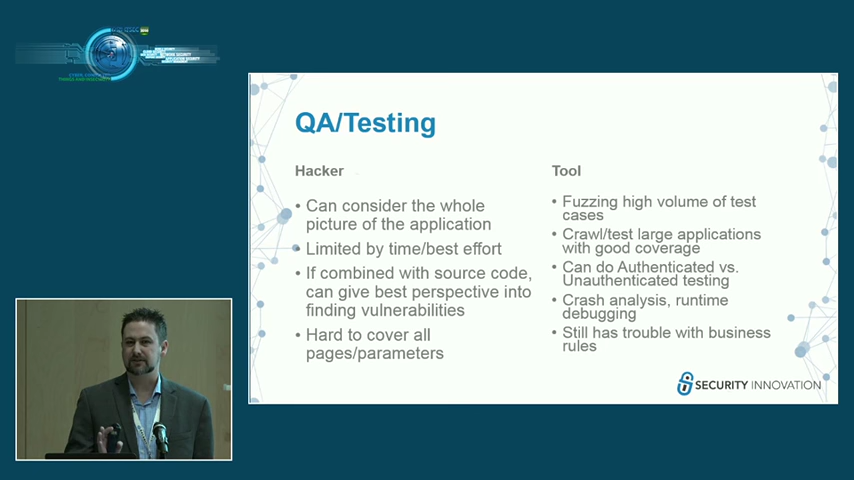 QA/Testing
Hacker
• Can consider the whole
picture of the application
• Limited by time/best effort
• If combined with source code,
can give best perspective into
finding vulnerabilities
• Hard to cover all
pages/parameters
Tool
• Fuzzing high volume of test
cases
• Crawl/test large applications
with good coverage
• Can do Authenticated vs.
Unauthenticated testing
• Crash analysis, runtime
debugging
• Still has trouble with business
rules
SECURITY INNOVATION